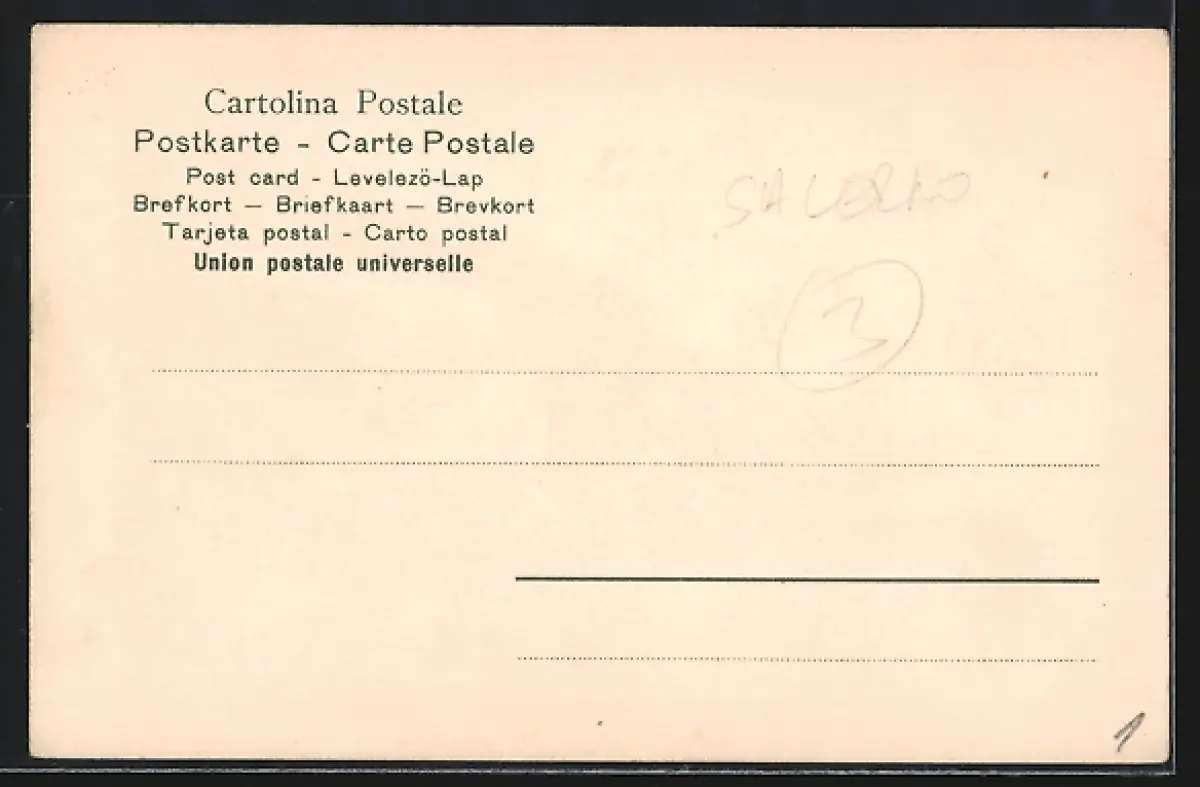 Cartolina Postale
Postkarte - Carte Postale
Post card - Levelezö-Lap
Brefkort — Briefkaart — Brevkort
Tarjeta postal - Carto postal
Union postale universelle
SALERNO
3
1